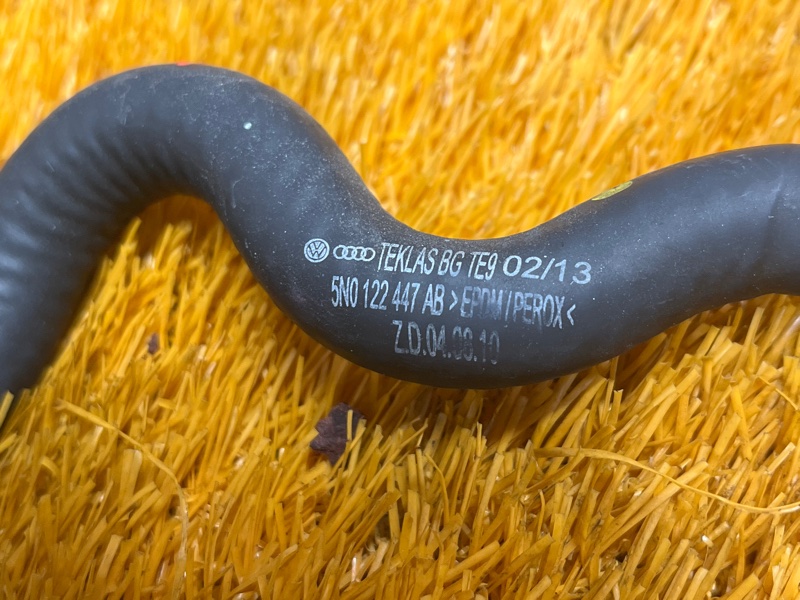 TEKLAS BG TE9 02/13
5N0 122 447 AB >EPDM/PEROX<
Z.D.04.08.10